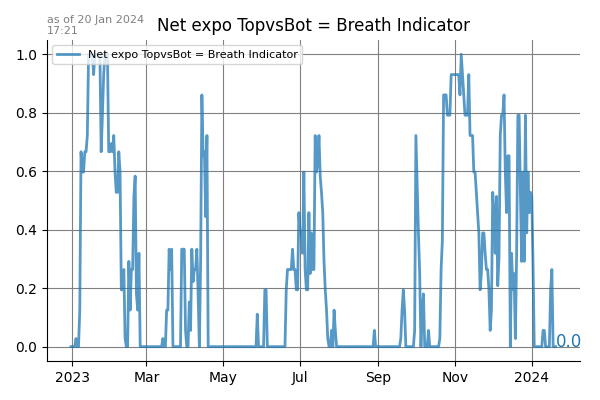 as of 20 Jan 2024
17:21
Net expo TopvsBot = Breath Indicator
Net expo TopvsBot = Breath Indicator
1.0
0.8
0.6
0.4
0.2
0.0
0.0
2023 Mar May Jul Sep Nov 2024